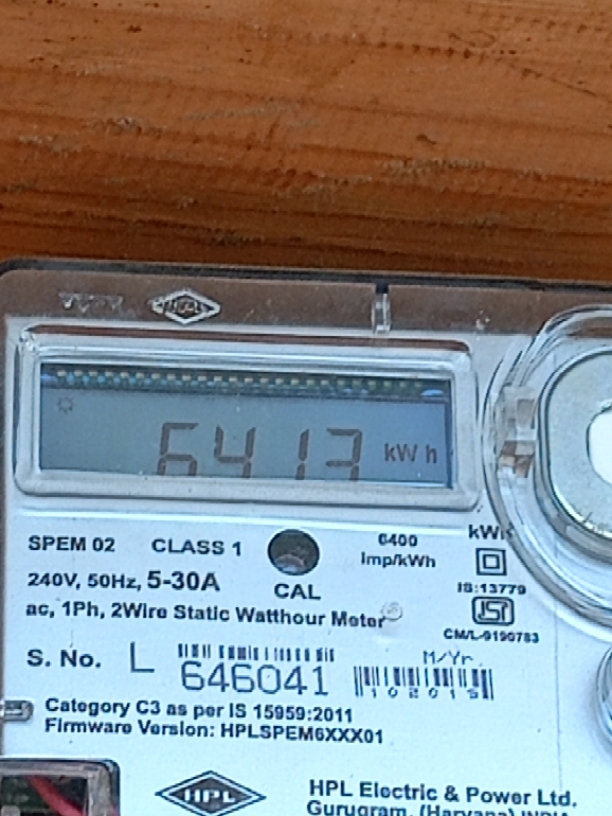 6413 kWh
SPEM 02 CLASS 1
6400 Imp/kWh
kWh
240V, 50Hz, 5-30A
CAL
IS:13779
ac, 1Ph, 2Wire Static Watthour Meter
CM/L-9190783
S. No. L 646041
M/Yr.
102019
Category C3 as per IS 15959:2011
Firmware Version: HPLSPEM6XXX01
HPL
HPL Electric & Power Ltd.
Gurugram, (Haryana) INDIA